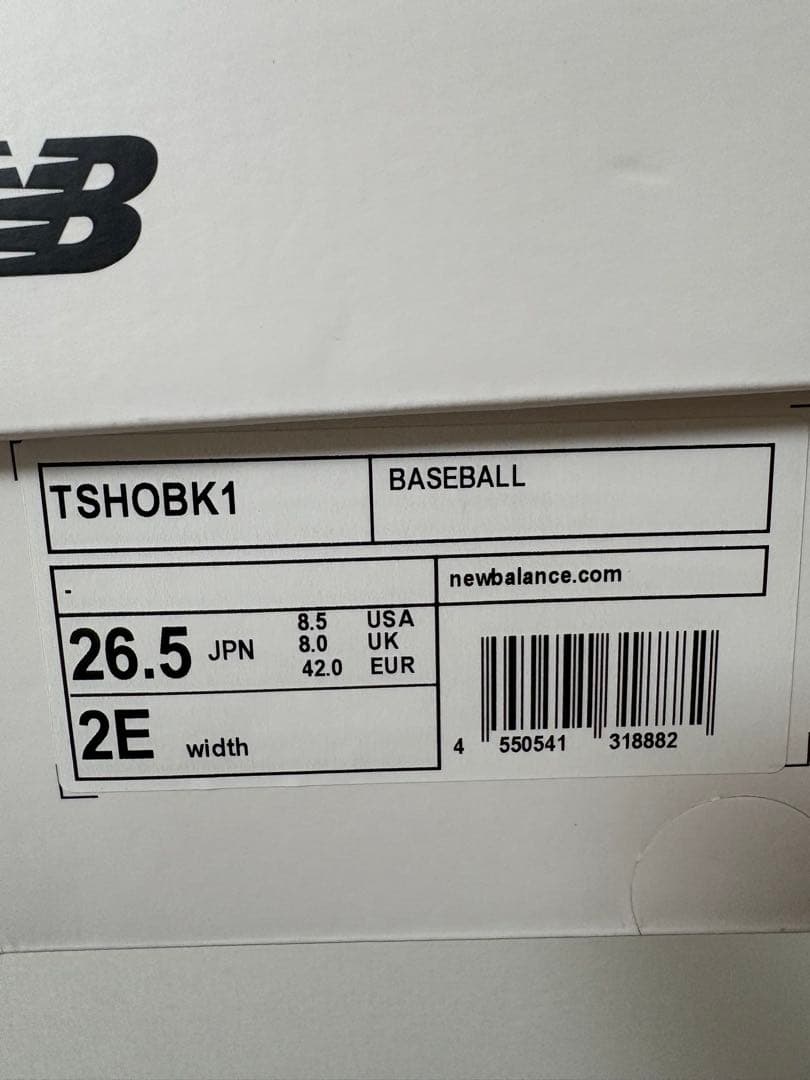 NB
TSHOBK1
BASEBALL
-
newbalance.com
26.5 JPN
8.5 USA
8.0 UK
42.0 EUR
2E width
4 550541 318882